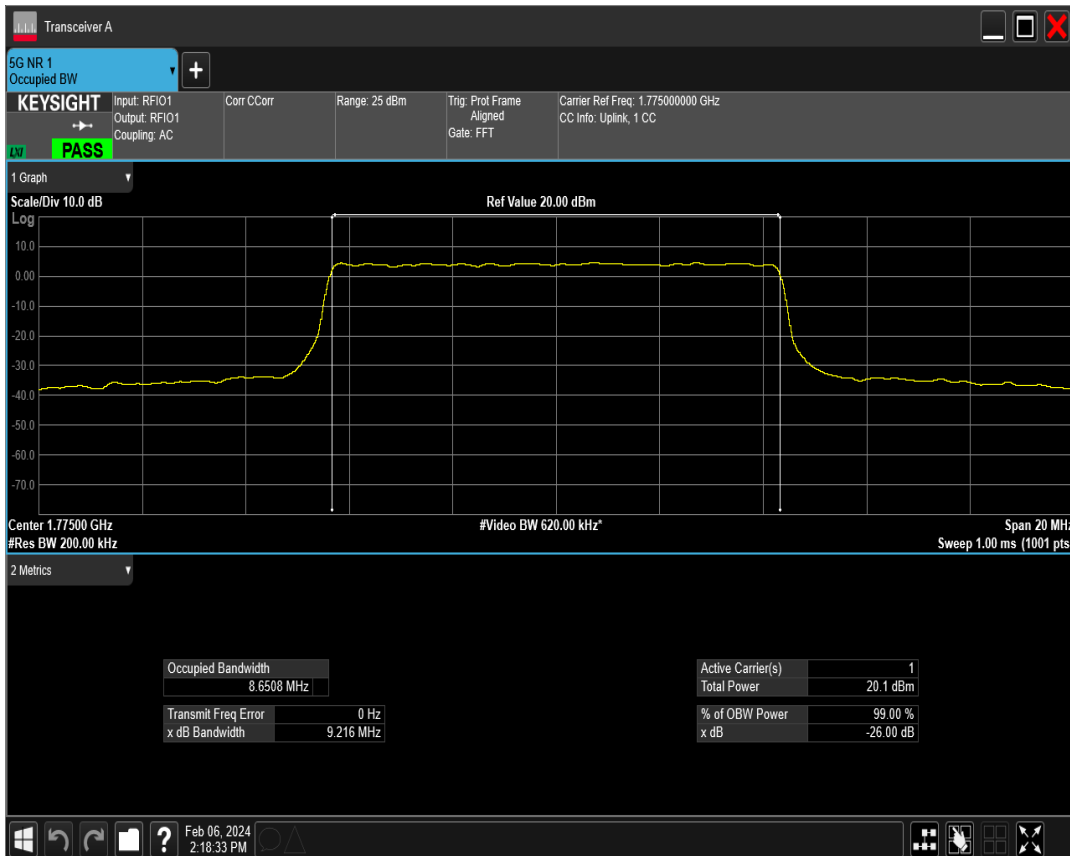 Transceiver A
5G NR 1
Occupied BW
+
KEYSIGHT
LXI
PASS
Input: RFIO1
Output: RFIO1
Coupling: AC
Corr CCorr
Range: 25 dBm
Trig: Prot Frame
Aligned
Gate: FFT
Carrier Ref Freq: 1.775000000 GHz
CC Info: Uplink, 1 CC
1 Graph
Scale/Div 10.0 dB
Ref Value 20.00 dBm
Log
10.0
0.00
-10.0
-20.0
-30.0
-40.0
-50.0
-60.0
-70.0
Center 1.77500 GHz
#Video BW 620.00 kHz*
Span 20 MHz
#Res BW 200.00 kHz
Sweep 1.00 ms (1001 pts
2 Metrics
Occupied Bandwidth
8.6508 MHz
Transmit Freq Error 0 Hz
x dB Bandwidth 9.216 MHz
Active Carrier(s) 1
Total Power 20.1 dBm
% of OBW Power 99.00 %
x dB -26.00 dB
?
Feb 06, 2024
2:18:33 PM